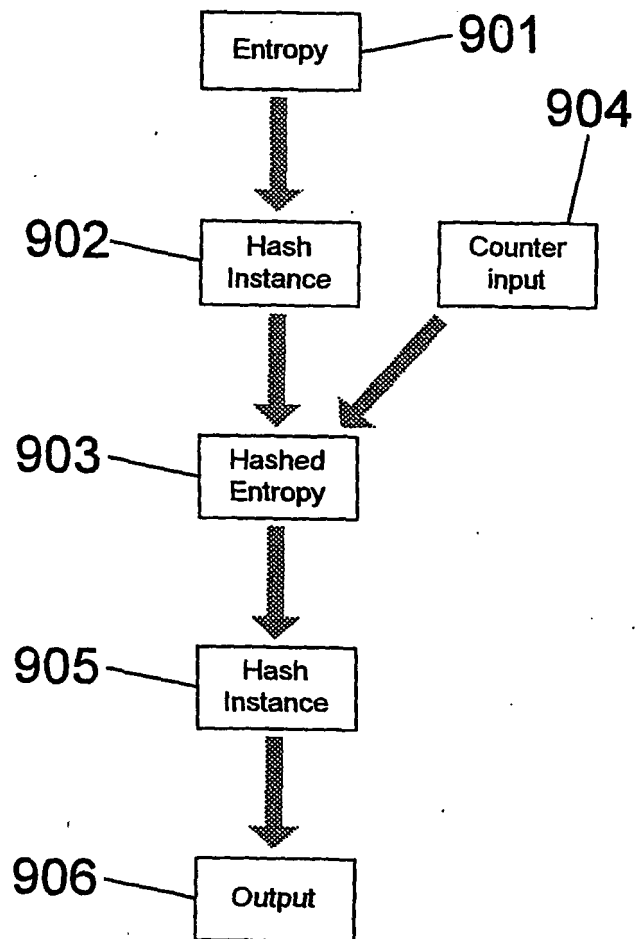 Entropy
901
904
902
Hash
Instance
Counter
input
903
Hashed
Entropy
905
Hash
Instance
906
Output